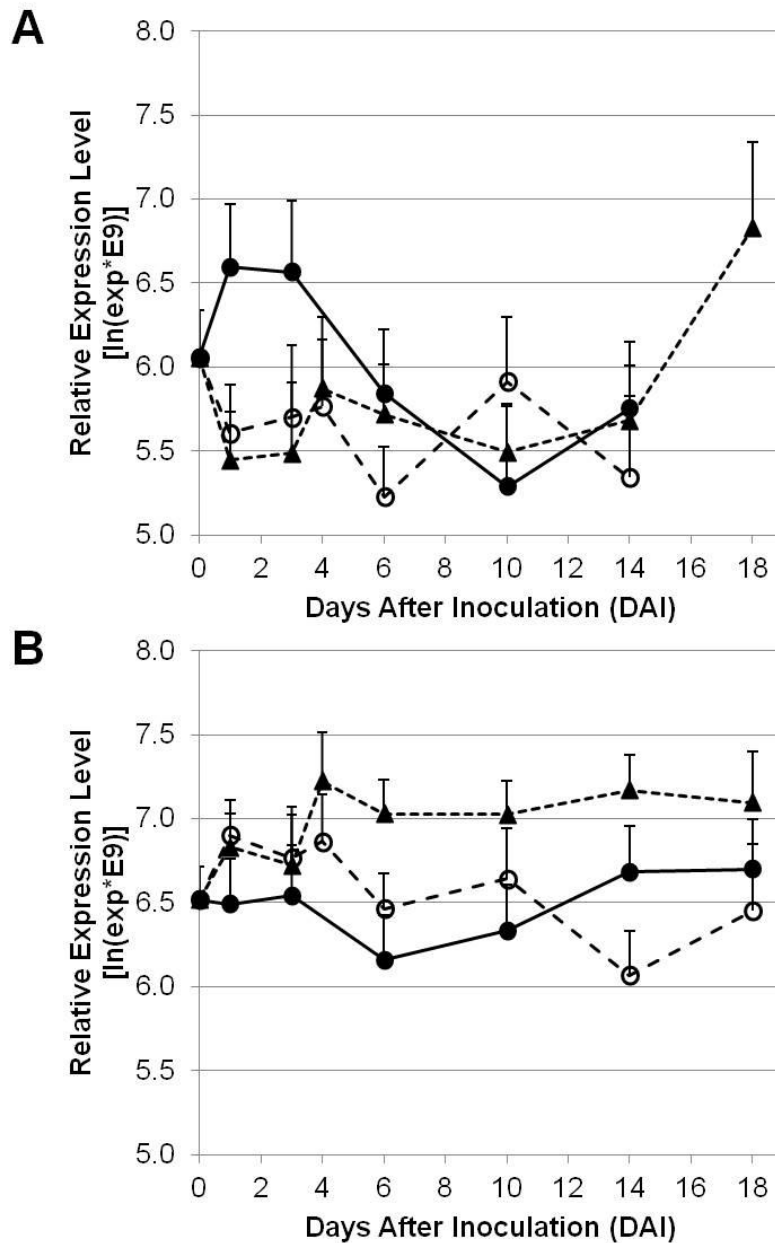 A
8.0
7.5
7.0
6.5
6.0
5.5
5.0
Relative Expression Level
[ln(exp*E9)]
0 2 4 6 8 10 12 14 16 18
Days After Inoculation (DAI)
B
8.0
7.5
7.0
6.5
6.0
5.5
5.0
Relative Expression Level
[ln(exp*E9)]
0 2 4 6 8 10 12 14 16 18
Days After Inoculation (DAI)